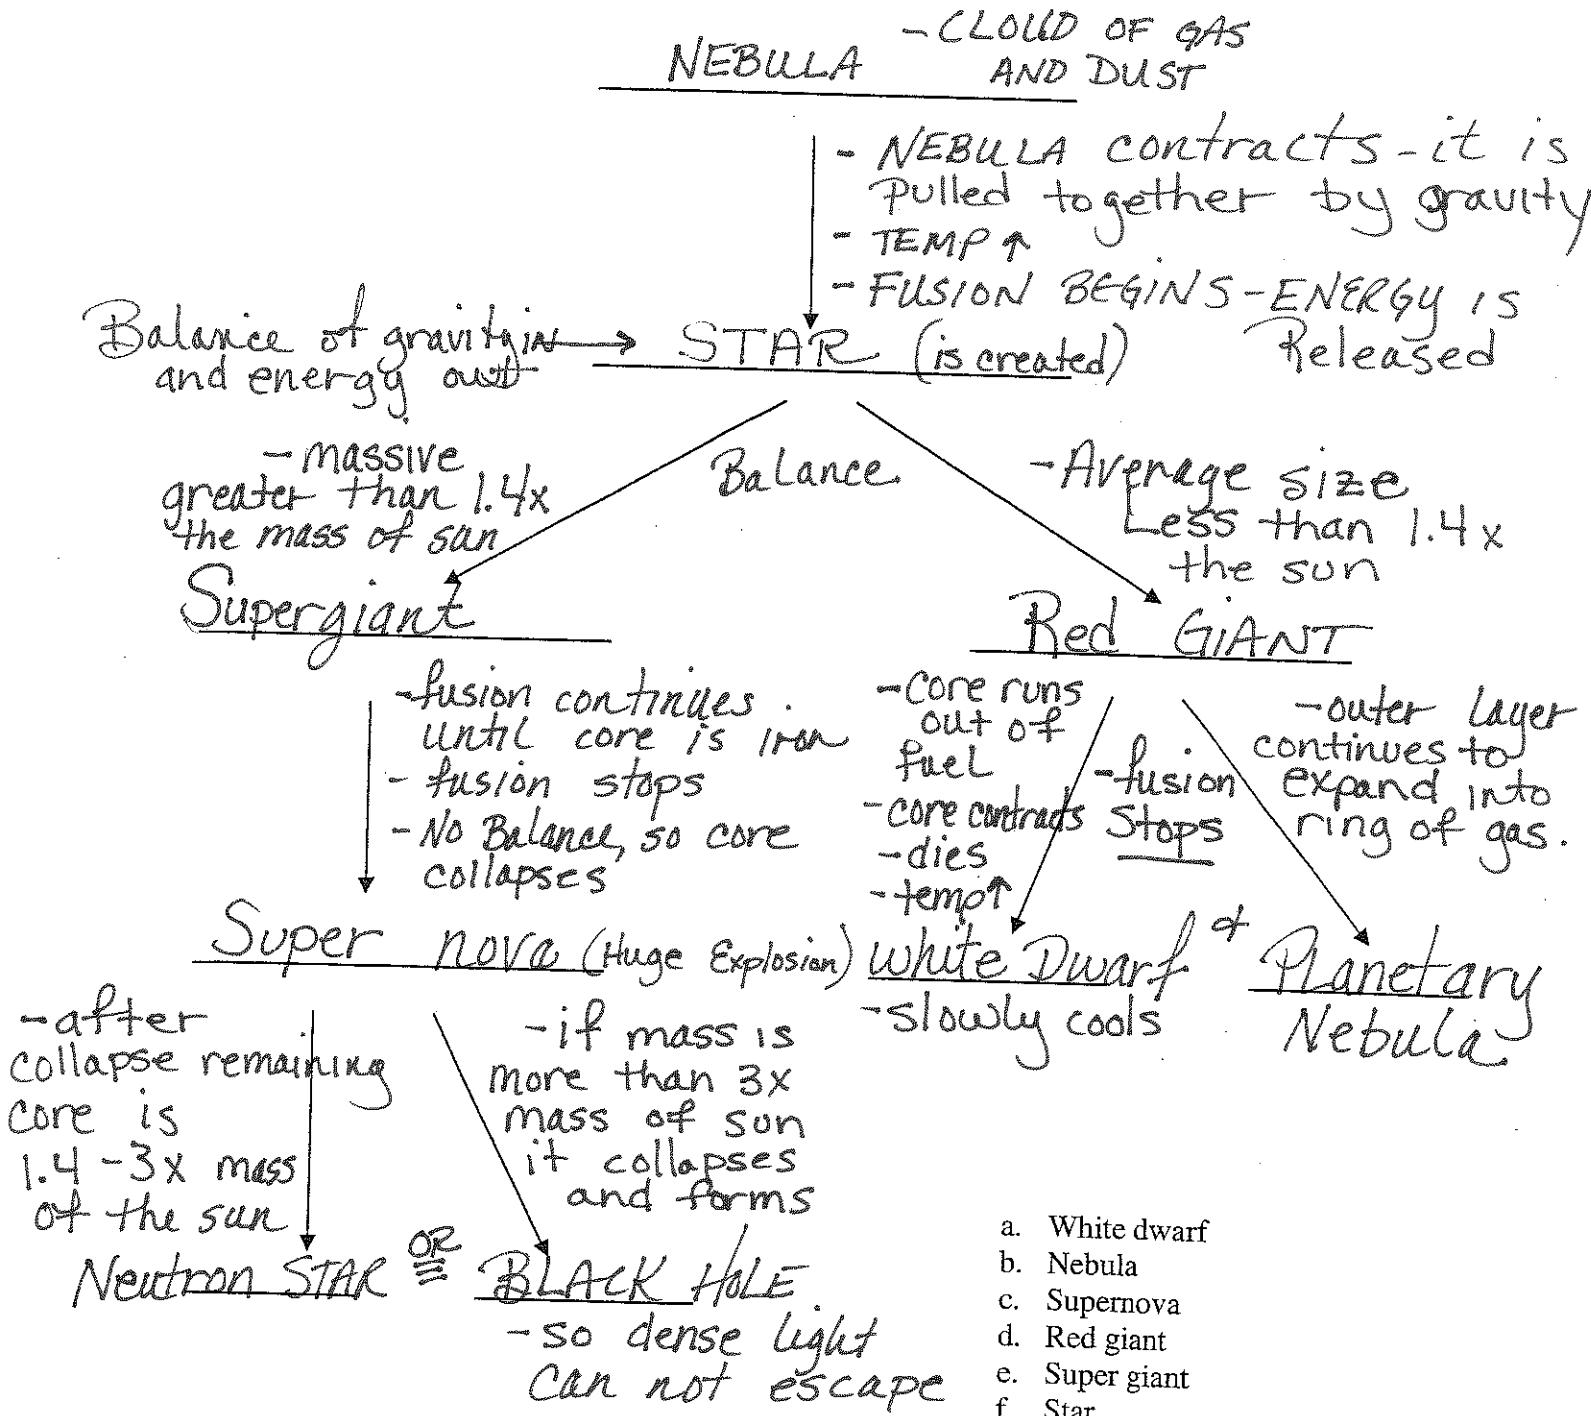 NEBULA
- CLOUD OF GAS
AND DUST
- NEBULA contracts - it is
Pulled together by gravity
- TEMP ↑
- FUSION BEGINS - ENERGY is
Released
Balance of gravity in →
and energy out
STAR (is created)
- massive
greater than 1.4x
the mass of sun
Balance
- Average size
Less than 1.4x
the sun
Supergiant
Red GIANT
- fusion continues
until core is iron
- fusion stops
- No Balance, so core
collapses
- core runs
out of
fuel
- core contracts
- dies
- temp ↑
- fusion
Stops
- outer Layer
continues to
expand into
ring of gas.
Super nova (Huge Explosion)
white Dwarf &
- slowly cools
Planetary
Nebula
- after
collapse remaining
core is
1.4 - 3x mass
of the sun
- if mass is
more than 3x
mass of sun
it collapses
and forms
Neutron STAR OR BLACK HOLE
- so dense light
can not escape
a. White dwarf
b. Nebula
c. Supernova
d. Red giant
e. Super giant
f. Star